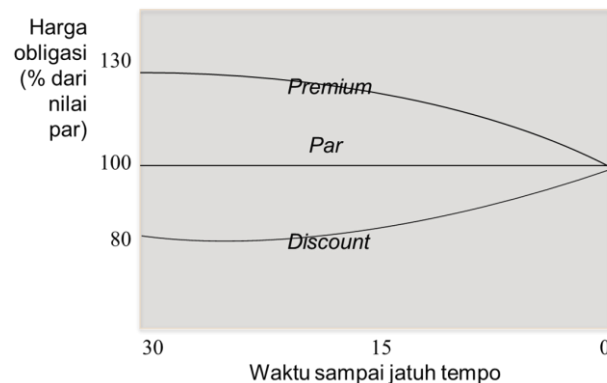 Harga
obligasi
(% dari
nilai
par)
130
100
80
Premium
Par
Discount
30
15
0
Waktu sampai jatuh tempo